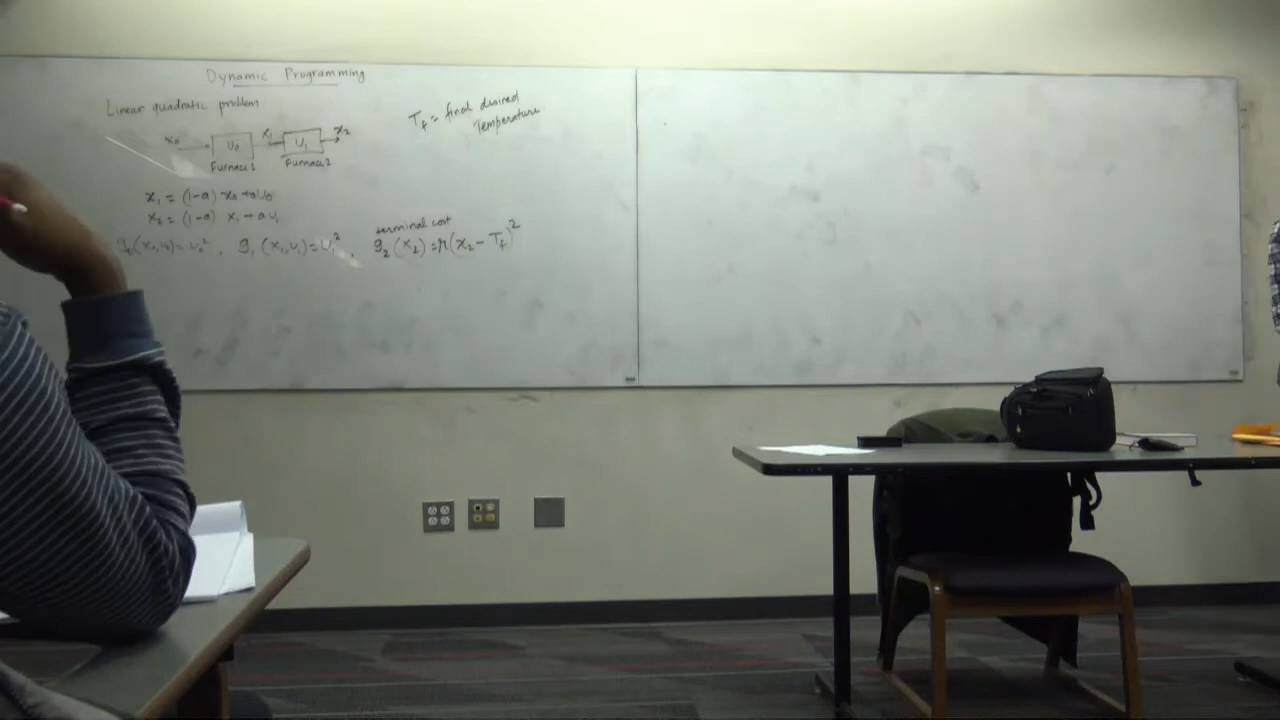 Dynamic Programming
Linear quadratic problem
T_f = final desired
Temperature
x₀ U₀ x₁ U₁ x₂
Furnace 1 Furnace 2
x₁ = (1-a) x₀ + a U₀
x₂ = (1-a) x₁ + a U₁
terminal cost
g₀(x₀,U₀) = U₀², g₁(x₁,U₁) = U₁², g₂(x₂) = r(x₂ - T_f)²